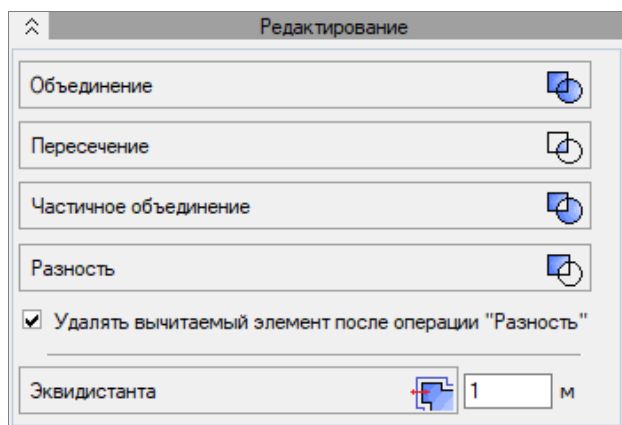 Редактирование
Объединение
Пересечение
Частичное объединение
Разность
Удалять вычитаемый элемент после операции "Разность"
Эквидистанта 1 м